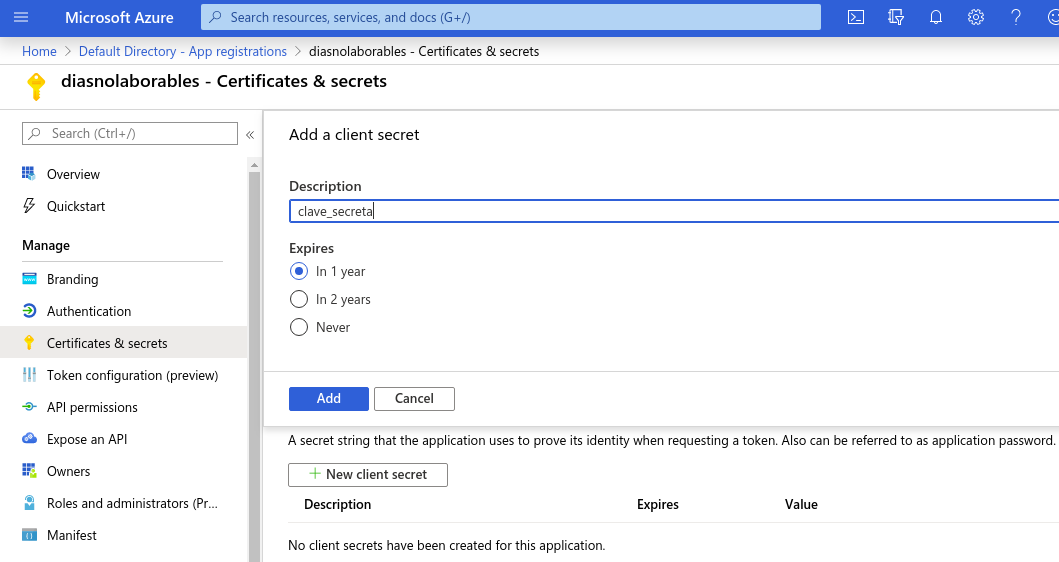 Microsoft Azure
Search resources, services, and docs (G+/)
Home > Default Directory - App registrations > diasnolaborables - Certificates & secrets
diasnolaborables - Certificates & secrets
Search (Ctrl+/)
«
Overview
Quickstart
Manage
Branding
Authentication
Certificates & secrets
Token configuration (preview)
API permissions
Expose an API
Owners
Roles and administrators (Pr...
Manifest
Add a client secret
Description
clave_secreta
Expires
In 1 year
In 2 years
Never
Add Cancel
A secret string that the application uses to prove its identity when requesting a token. Also can be referred to as application password.
+ New client secret
Description Expires Value
No client secrets have been created for this application.